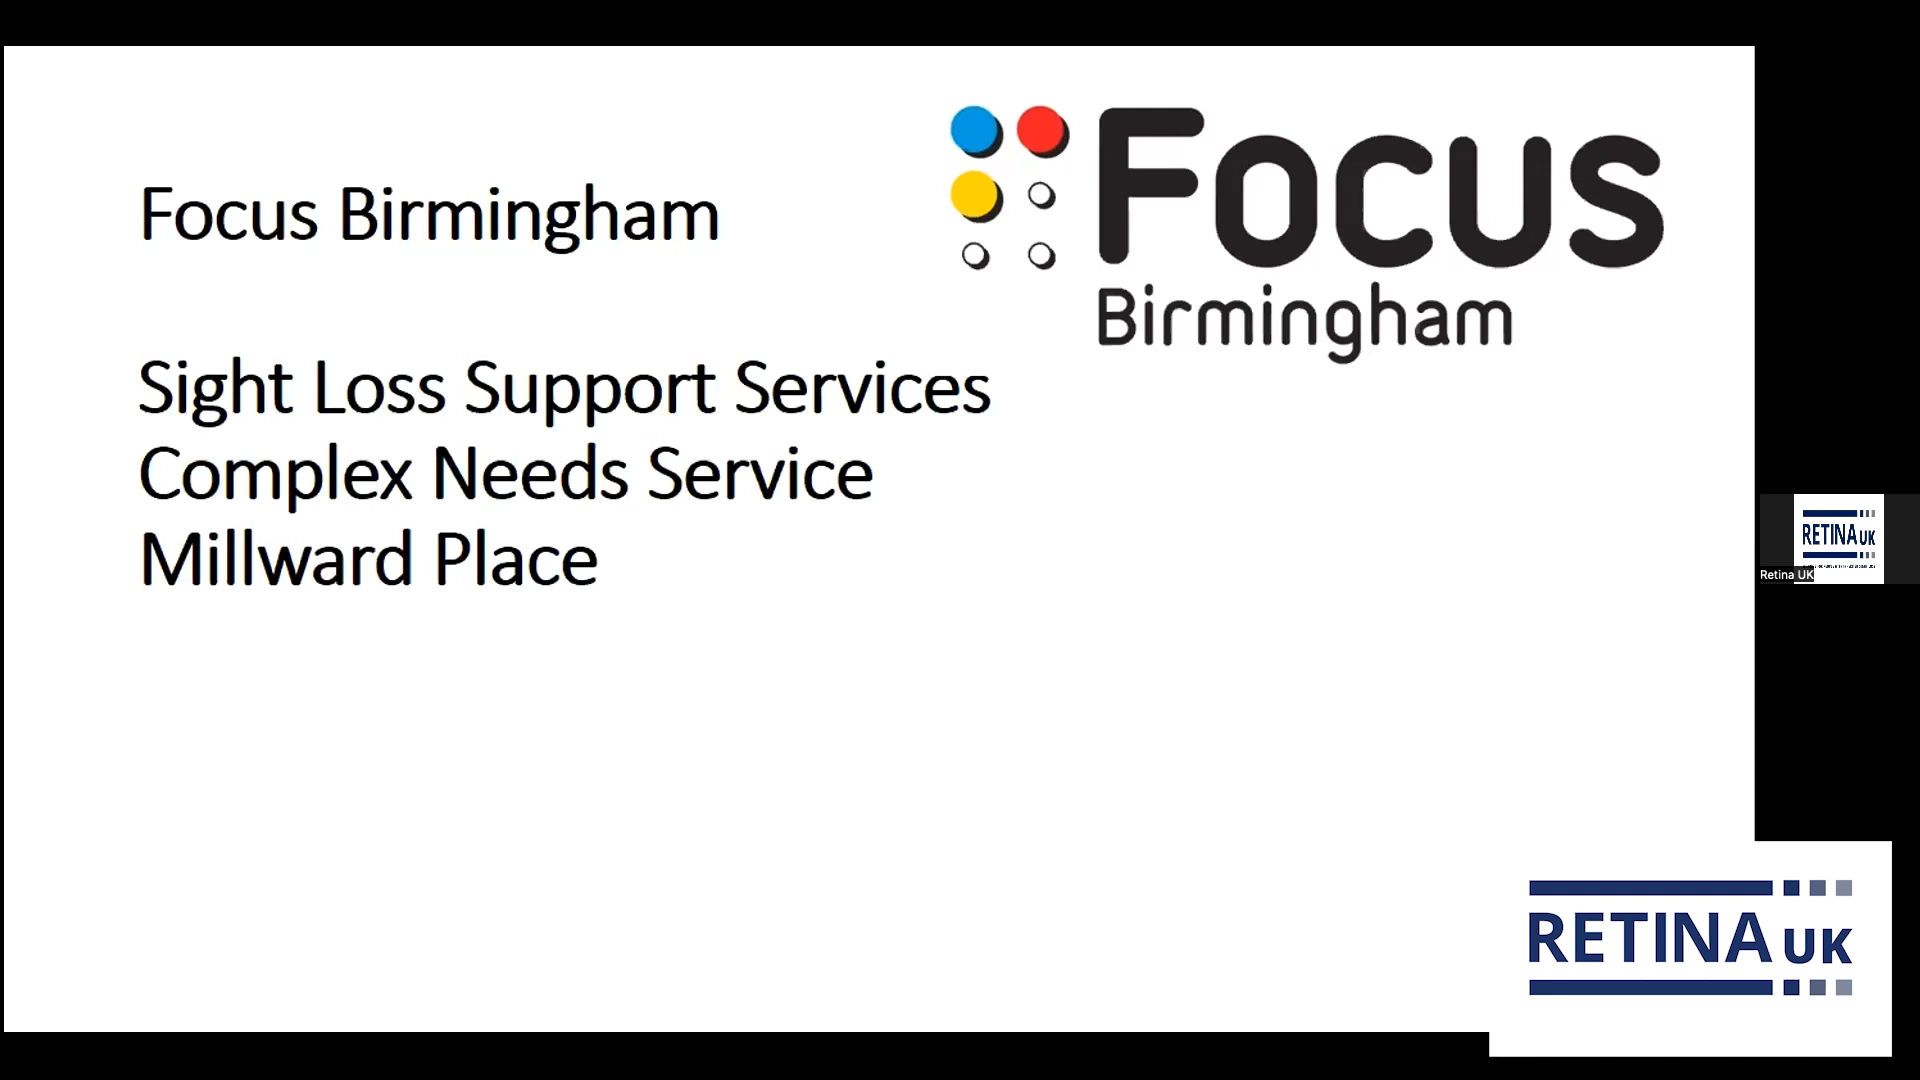 Focus Birmingham
Focus
Birmingham
Sight Loss Support Services
Complex Needs Service
Millward Place
RETINA UK
Retina UK
RETINA UK